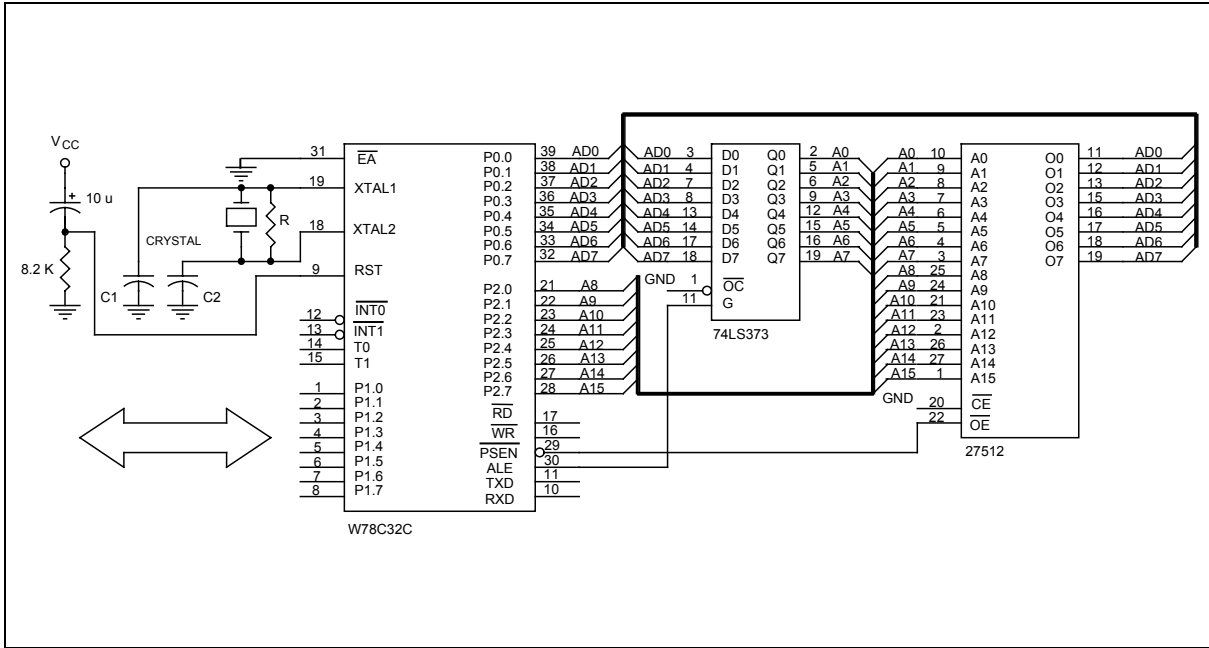 VCC
10 u
8.2 K
C1
C2
CRYSTAL
R
31 EA
19 XTAL1
18 XTAL2
9 RST
12 INT0
13 INT1
14 T0
15 T1
1 P1.0
2 P1.1
3 P1.2
4 P1.3
5 P1.4
6 P1.5
7 P1.6
8 P1.7
P0.0 39 AD0
P0.1 38 AD1
P0.2 37 AD2
P0.3 36 AD3
P0.4 35 AD4
P0.5 34 AD5
P0.6 33 AD6
P0.7 32 AD7
P2.0 21 A8
P2.1 22 A9
P2.2 23 A10
P2.3 24 A11
P2.4 25 A12
P2.5 26 A13
P2.6 27 A14
P2.7 28 A15
RD 17
WR 16
PSEN 29
ALE 30
TXD 11
RXD 10
W78C32C
AD0 3 D0 Q0 2 A0
AD1 4 D1 Q1 5 A1
AD2 7 D2 Q2 6 A2
AD3 8 D3 Q3 9 A3
AD4 13 D4 Q4 12 A4
AD5 14 D5 Q5 15 A5
AD6 17 D6 Q6 16 A6
AD7 18 D7 Q7 19 A7
GND 1 OC
11 G
74LS373
A0 10 A0 O0 11 AD0
A1 9 A1 O1 12 AD1
A2 8 A2 O2 13 AD2
A3 7 A3 O3 15 AD3
A4 6 A4 O4 16 AD4
A5 5 A5 O5 17 AD5
A6 4 A6 O6 18 AD6
A7 3 A7 O7 19 AD7
A8 25 A8
A9 24 A9
A10 21 A10
A11 23 A11
A12 2 A12
A13 26 A13
A14 27 A14
A15 1 A15
GND 20 CE
22 OE
27512